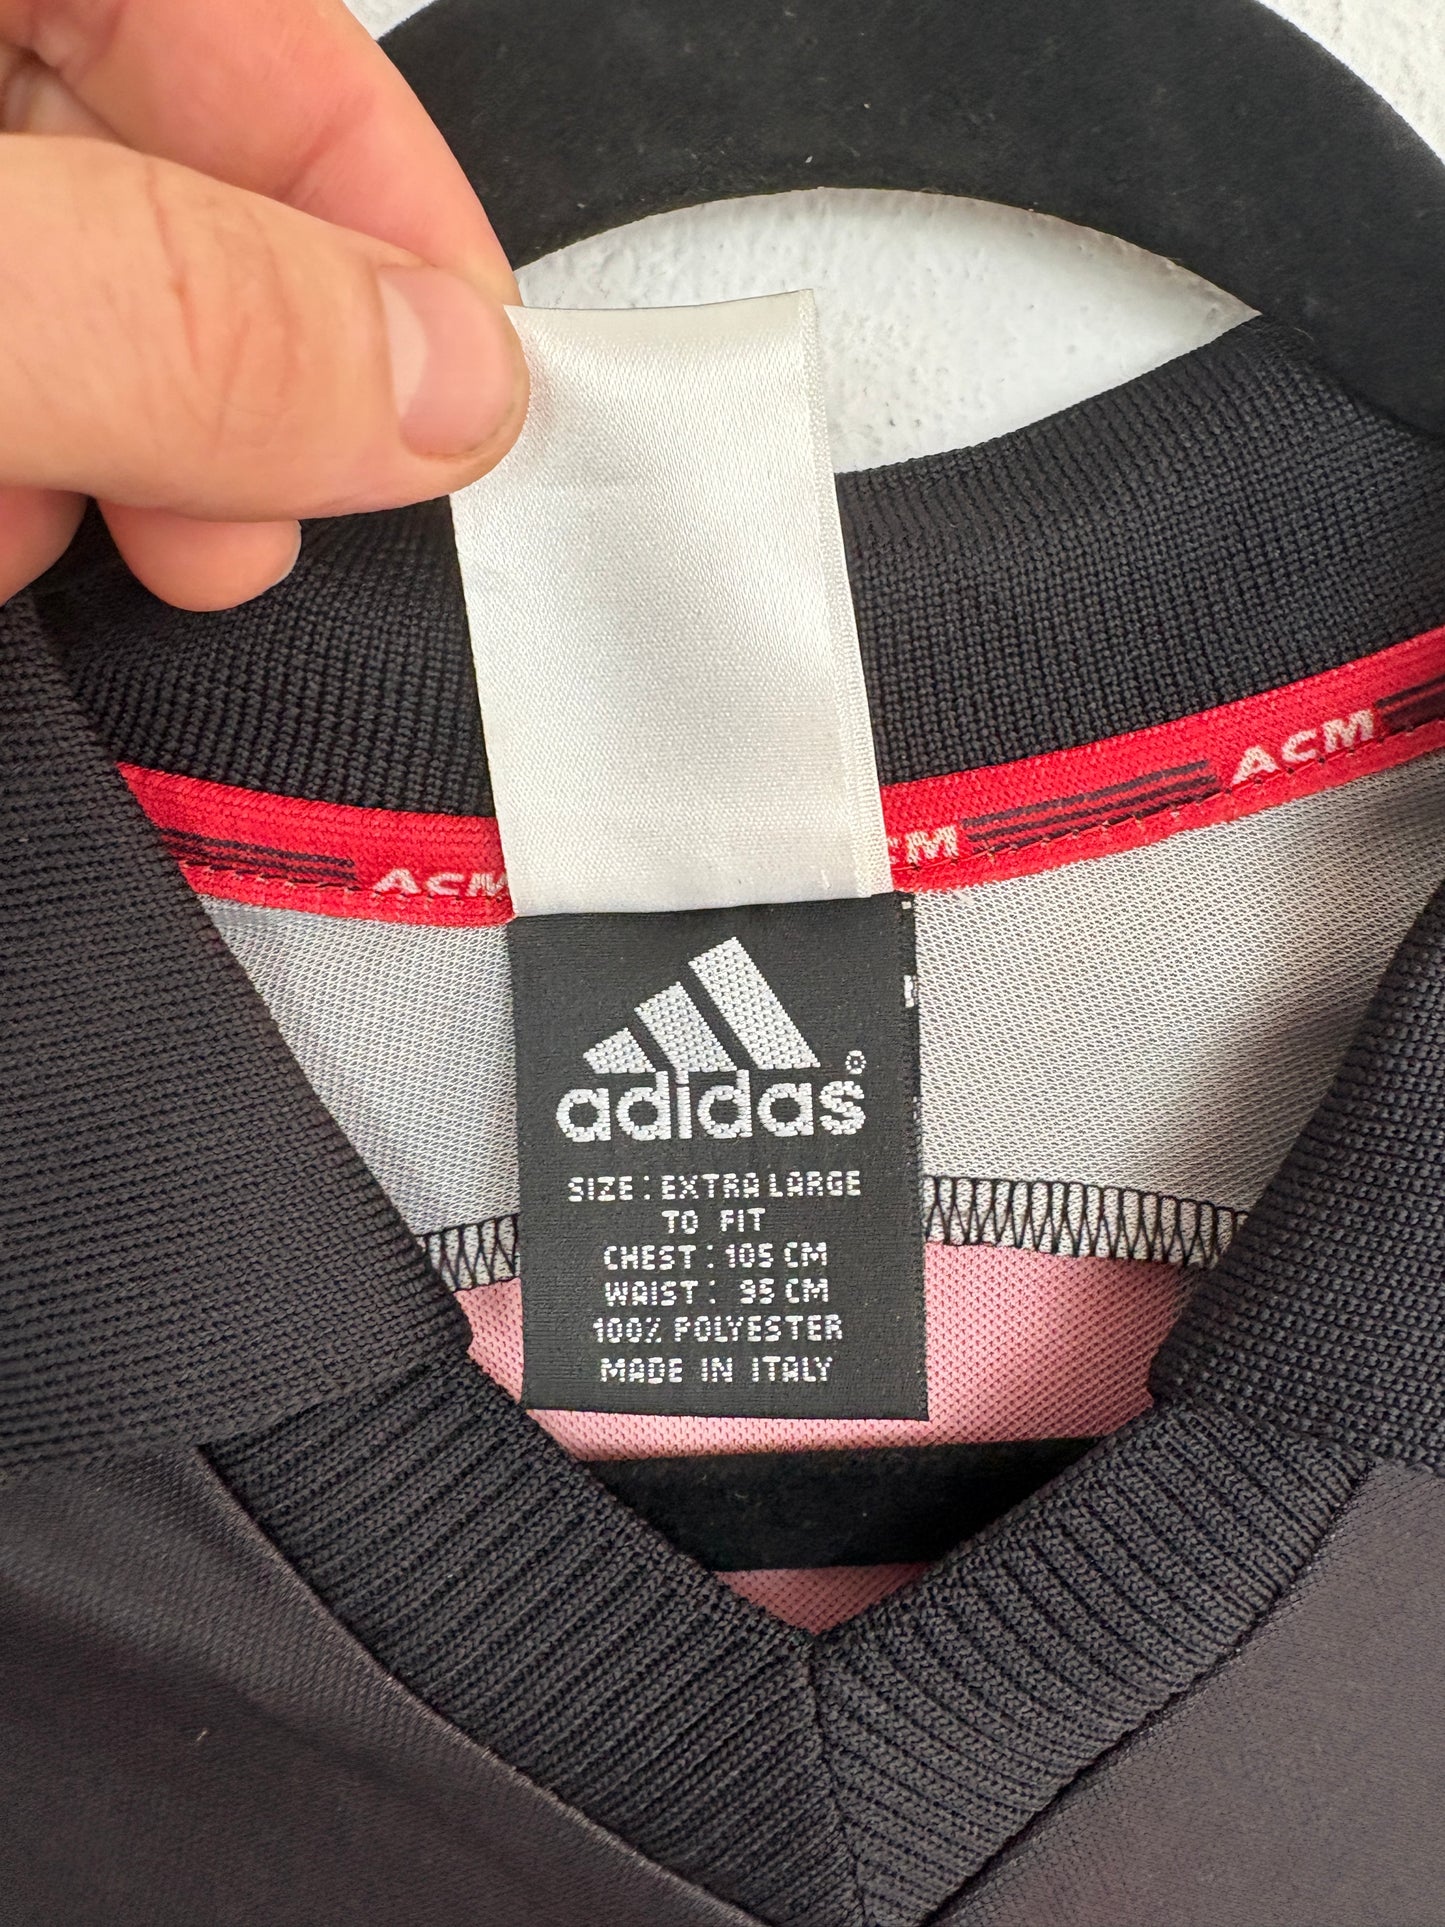 ACM
ACM
CM
adidas®
SIZE: EXTRA LARGE
TO FIT
CHEST: 105 CM
WAIST: 95 CM
100% POLYESTER
MADE IN ITALY